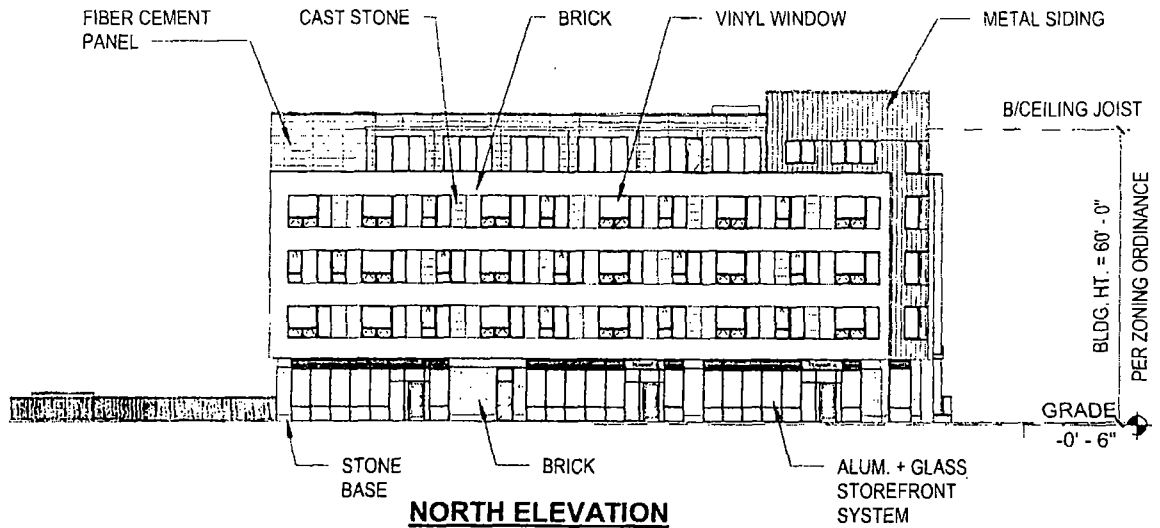 FIBER CEMENT
PANEL
CAST STONE
BRICK
VINYL WINDOW
METAL SIDING
B/CEILING JOIST
BLDG. HT. = 60' - 0"
PER ZONING ORDINANCE
GRADE
-0' - 6"
STONE
BASE
BRICK
ALUM. + GLASS
STOREFRONT
SYSTEM
NORTH ELEVATION